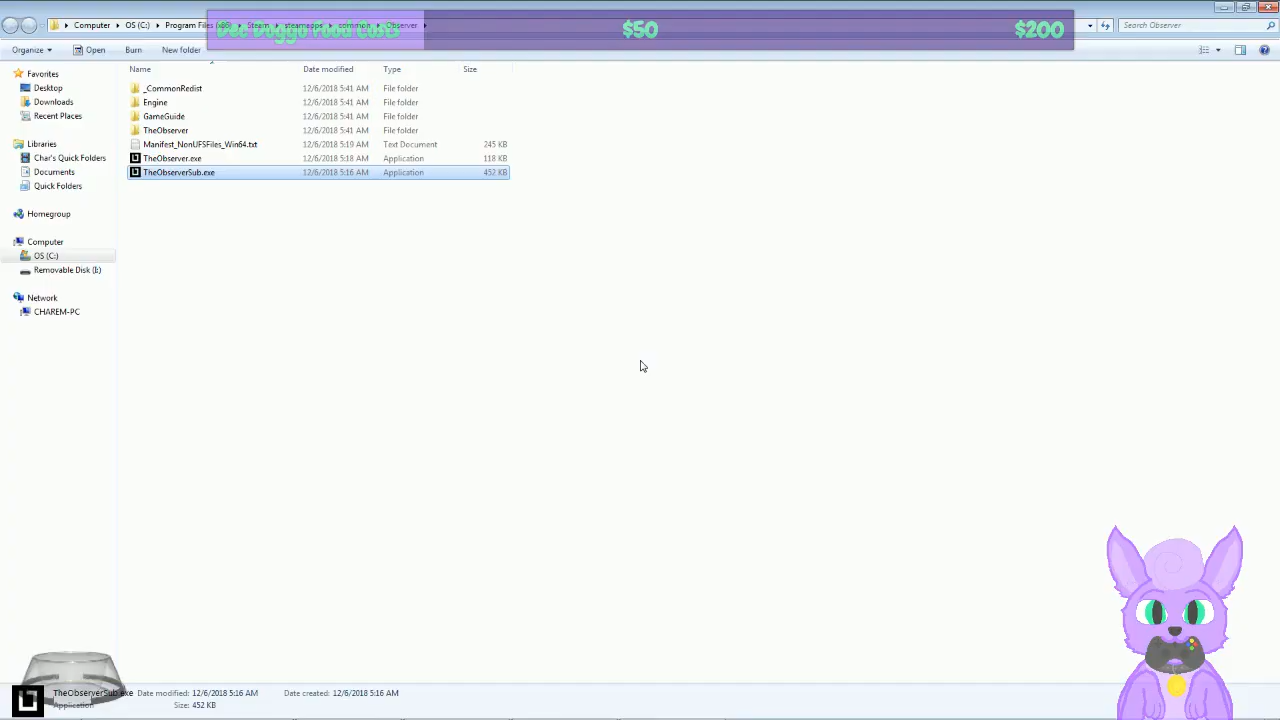 Computer ▸ OS (C:) ▸ Program Files (x86) ▸ Steam ▸ steamapps ▸ common ▸ Observer ▸
Search Observer
Dec Doggo Food Costs
$50
$200
Organize
Open
Burn
New folder
Name
Date modified
Type
Size
Favorites
Desktop
Downloads
Recent Places
Libraries
Char's Quick Folders
Documents
Quick Folders
Homegroup
Computer
OS (C:)
Removable Disk (I:)
Network
CHAREM-PC
_CommonRedist 12/6/2018 5:41 AM File folder
Engine 12/6/2018 5:41 AM File folder
GameGuide 12/6/2018 5:41 AM File folder
TheObserver 12/6/2018 5:41 AM File folder
Manifest_NonUFSFiles_Win64.txt 12/6/2018 5:19 AM Text Document 245 KB
TheObserver.exe 12/6/2018 5:18 AM Application 118 KB
TheObserverSub.exe 12/6/2018 5:16 AM Application 452 KB
TheObserverSub.exe Date modified: 12/6/2018 5:16 AM Date created: 12/6/2018 5:16 AM
Application Size: 452 KB